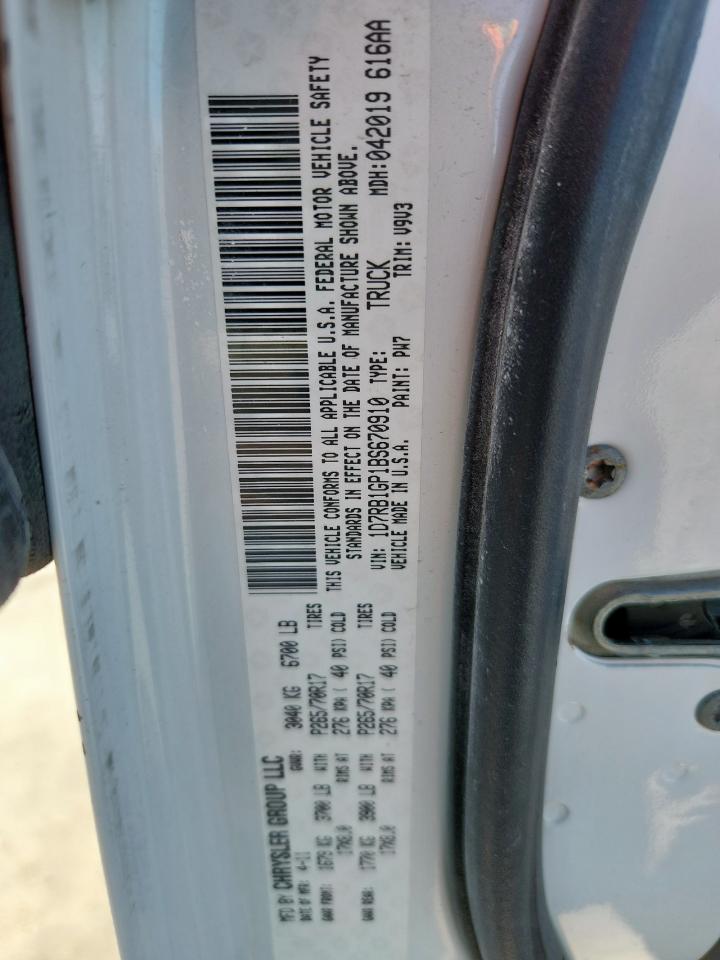 MFD BY CHRYSLER GROUP LLC
DATE OF MFR: 4-11 GVWR: 3040 KG 6700 LB
GAWR FRONT: 1679 KG 3700 LB WITH P265/70R17 TIRES
17X8.0 RIMS AT 276 KPA ( 40 PSI) COLD
GAWR REAR: 1770 KG 3900 LB WITH P265/70R17 TIRES
17X8.0 RIMS AT 276 KPA ( 40 PSI) COLD
THIS VEHICLE CONFORMS TO ALL APPLICABLE U.S.A. FEDERAL MOTOR VEHICLE SAFETY
STANDARDS IN EFFECT ON THE DATE OF MANUFACTURE SHOWN ABOVE.
VIN: 1D7RB1GP1BS670910 TYPE: TRUCK MDH:042019 616AA
VEHICLE MADE IN U.S.A. PAINT: PW7 TRIM: V9V3